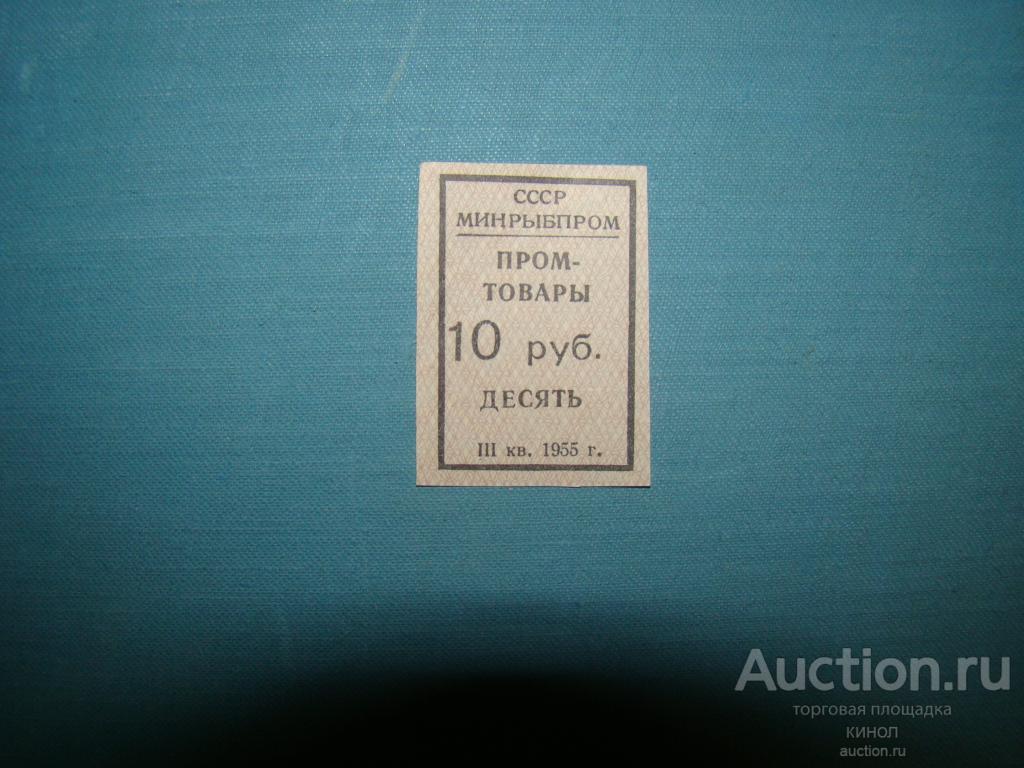 СССР
МИНРЫБПРОМ
ПРОМ-
ТОВАРЫ
10 руб.
ДЕСЯТЬ
III кв. 1955 г.
Auction.ru
торговая площадка
КИНОЛ
auction.ru